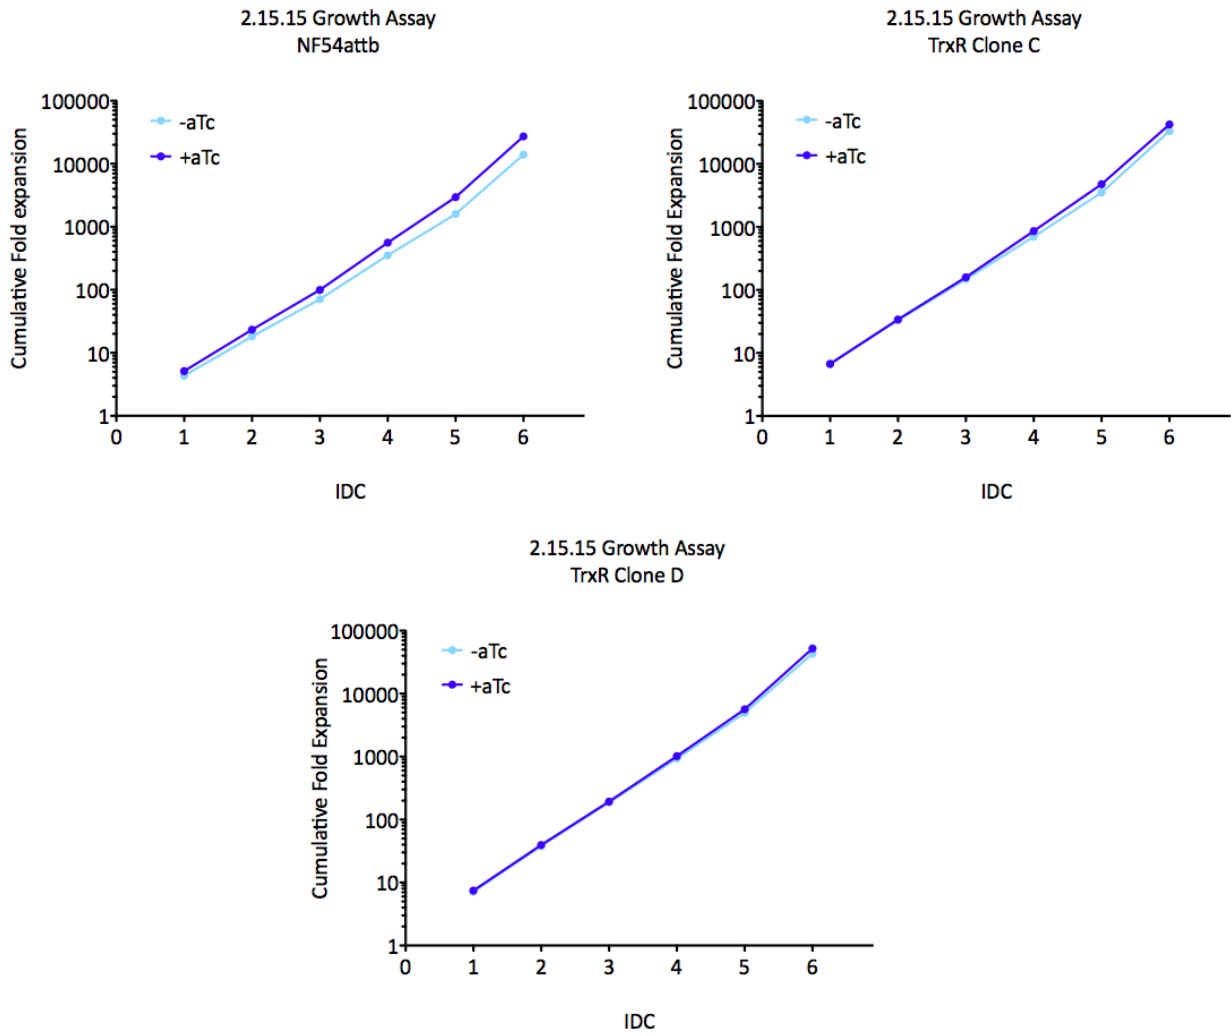 2.15.15 Growth Assay
NF54attb
Cumulative Fold expansion
100000
10000
1000
100
10
1
-aTc
+aTc
0 1 2 3 4 5 6
IDC
2.15.15 Growth Assay
TrxR Clone C
Cumulative Fold Expansion
100000
10000
1000
100
10
1
-aTc
+aTc
0 1 2 3 4 5 6
IDC
2.15.15 Growth Assay
TrxR Clone D
Cumulative Fold Expansion
100000
10000
1000
100
10
1
-aTc
+aTc
0 1 2 3 4 5 6
IDC